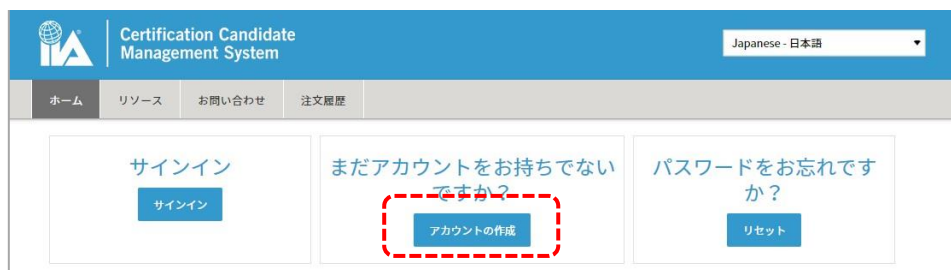 IIA
Certification Candidate
Management System
Japanese - 日本語
ホーム
リソース
お問い合わせ
注文履歴
サインイン
サインイン
まだアカウントをお持ちでない
ですか？
アカウントの作成
パスワードをお忘れです
か？
リセット